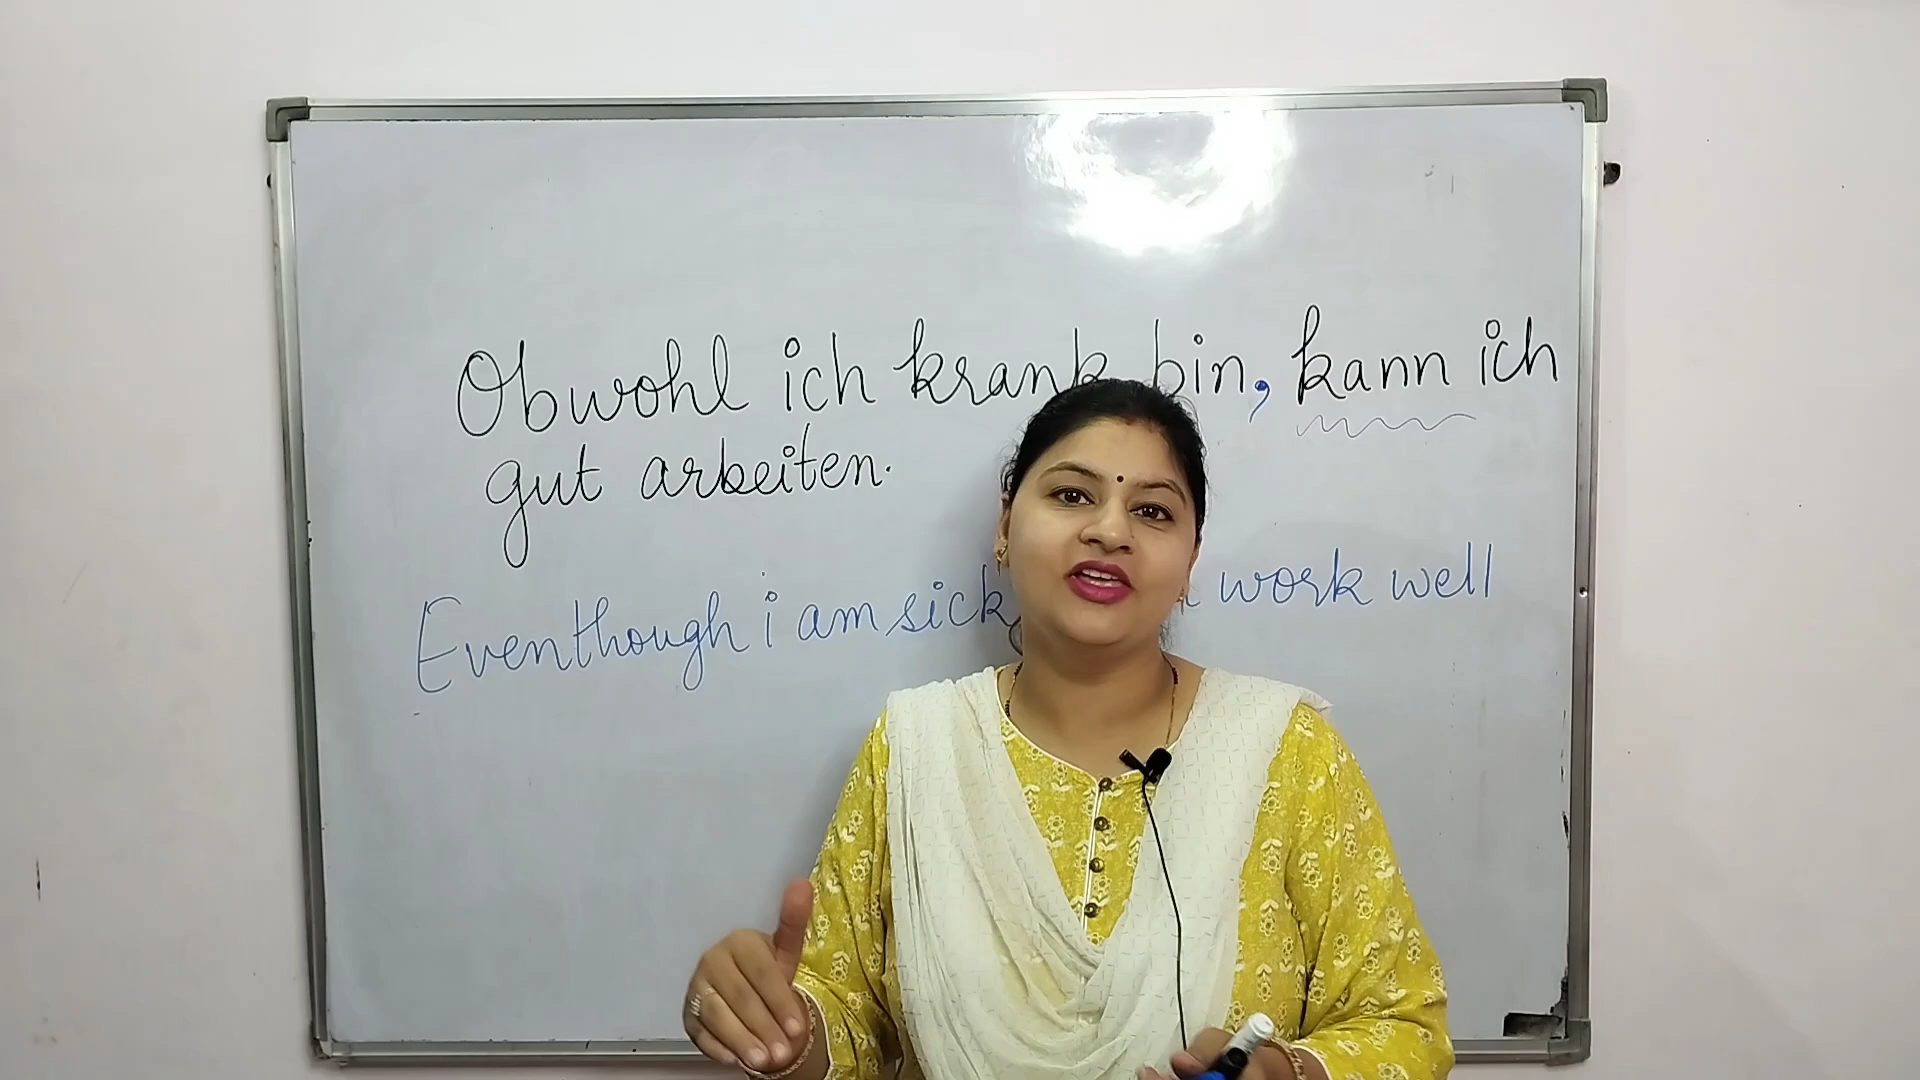 Obwohl ich krank bin, kann ich
gut arbeiten.
Eventhough i am sick work well